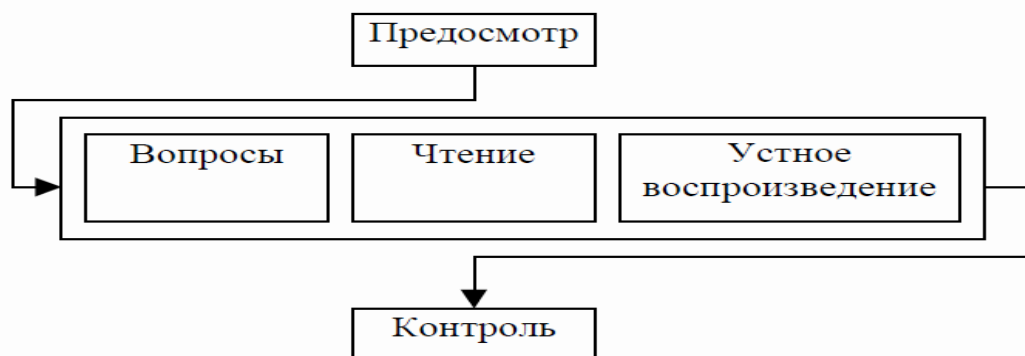 Предосмотр
Вопросы
Чтение
Устное
воспроизведение
Контроль